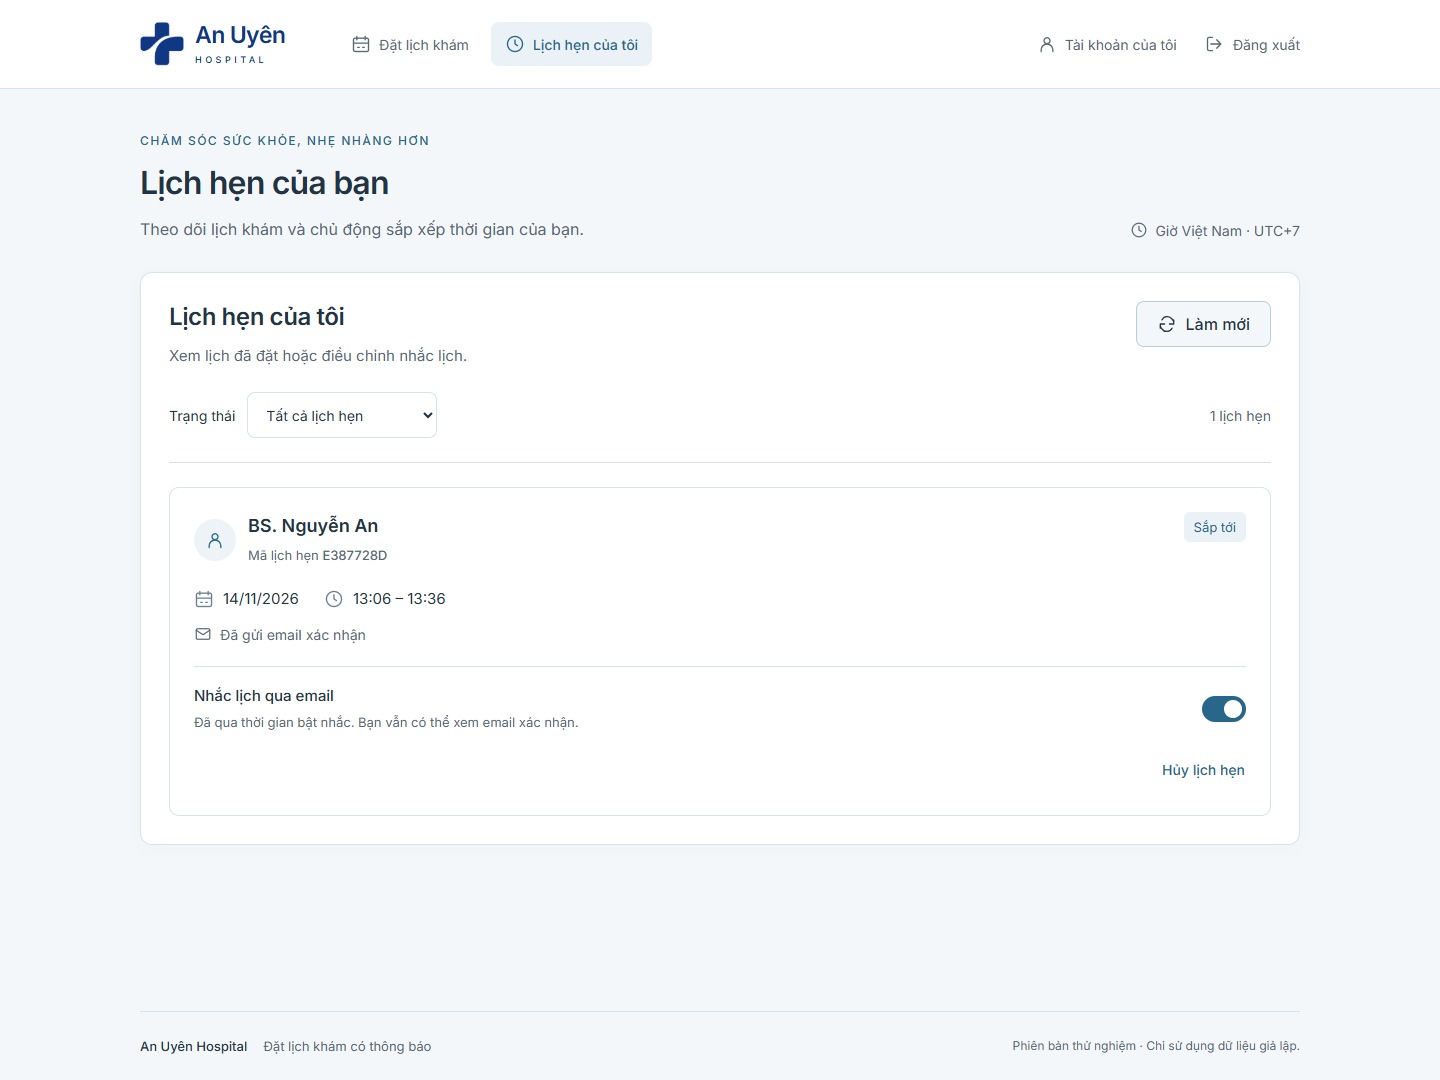 An Uyên
HOSPITAL
Đặt lịch khám
Lịch hẹn của tôi
Tài khoản của tôi
Đăng xuất
CHĂM SÓC SỨC KHỎE, NHẸ NHÀNG HƠN
Lịch hẹn của bạn
Theo dõi lịch khám và chủ động sắp xếp thời gian của bạn.
Giờ Việt Nam · UTC+7
Lịch hẹn của tôi
Làm mới
Xem lịch đã đặt hoặc điều chỉnh nhắc lịch.
Trạng thái
Tất cả lịch hẹn
1 lịch hẹn
BS. Nguyễn An
Sắp tới
Mã lịch hẹn E387728D
14/11/2026
13:06 – 13:36
Đã gửi email xác nhận
Nhắc lịch qua email
Đã qua thời gian bật nhắc. Bạn vẫn có thể xem email xác nhận.
Hủy lịch hẹn
An Uyên Hospital
Đặt lịch khám có thông báo
Phiên bản thử nghiệm · Chỉ sử dụng dữ liệu giả lập.